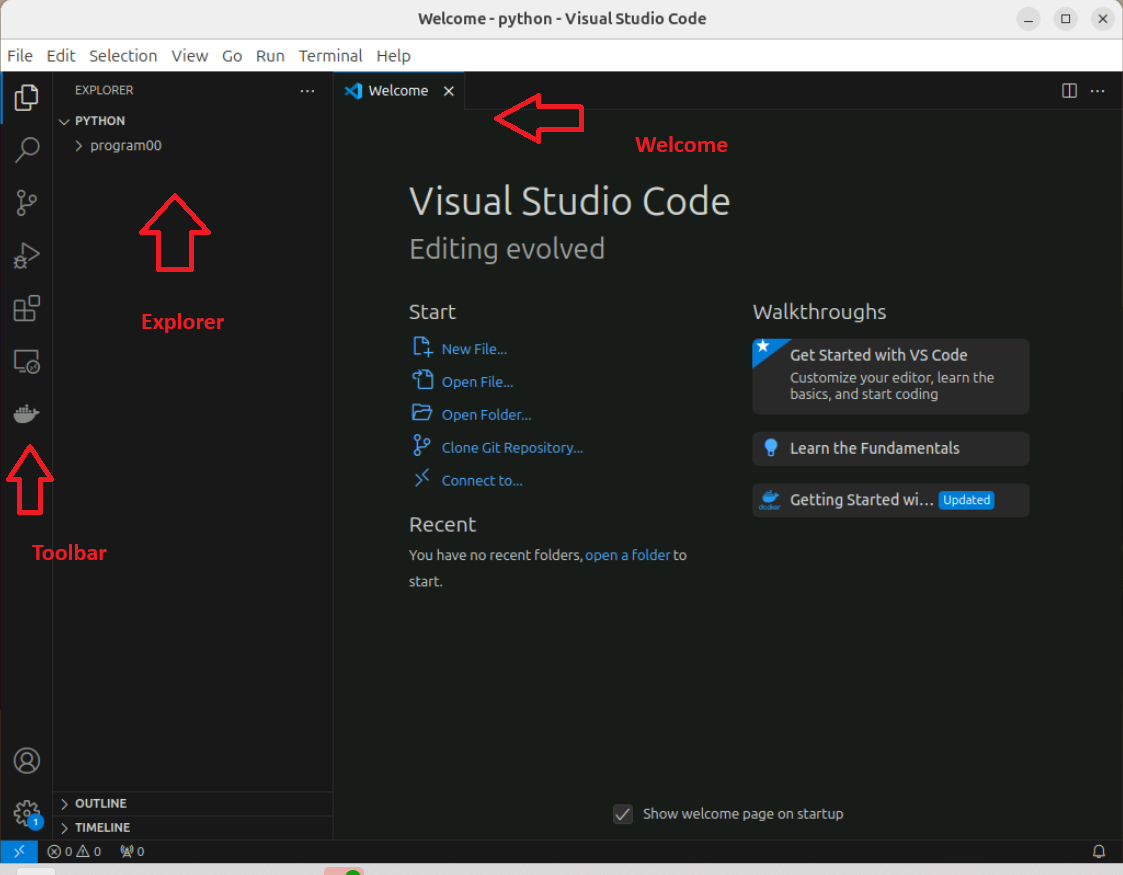 Welcome - python - Visual Studio Code
File Edit Selection View Go Run Terminal Help
EXPLORER
Welcome
PYTHON
program00
Welcome
Explorer
Toolbar
Visual Studio Code
Editing evolved
Start
New File...
Open File...
Open Folder...
Clone Git Repository...
Connect to...
Recent
You have no recent folders, open a folder to
start.
Walkthroughs
Get Started with VS Code
Customize your editor, learn the
basics, and start coding
Learn the Fundamentals
docker
Getting Started wi... Updated
Show welcome page on startup
1
OUTLINE
TIMELINE
0 0 0